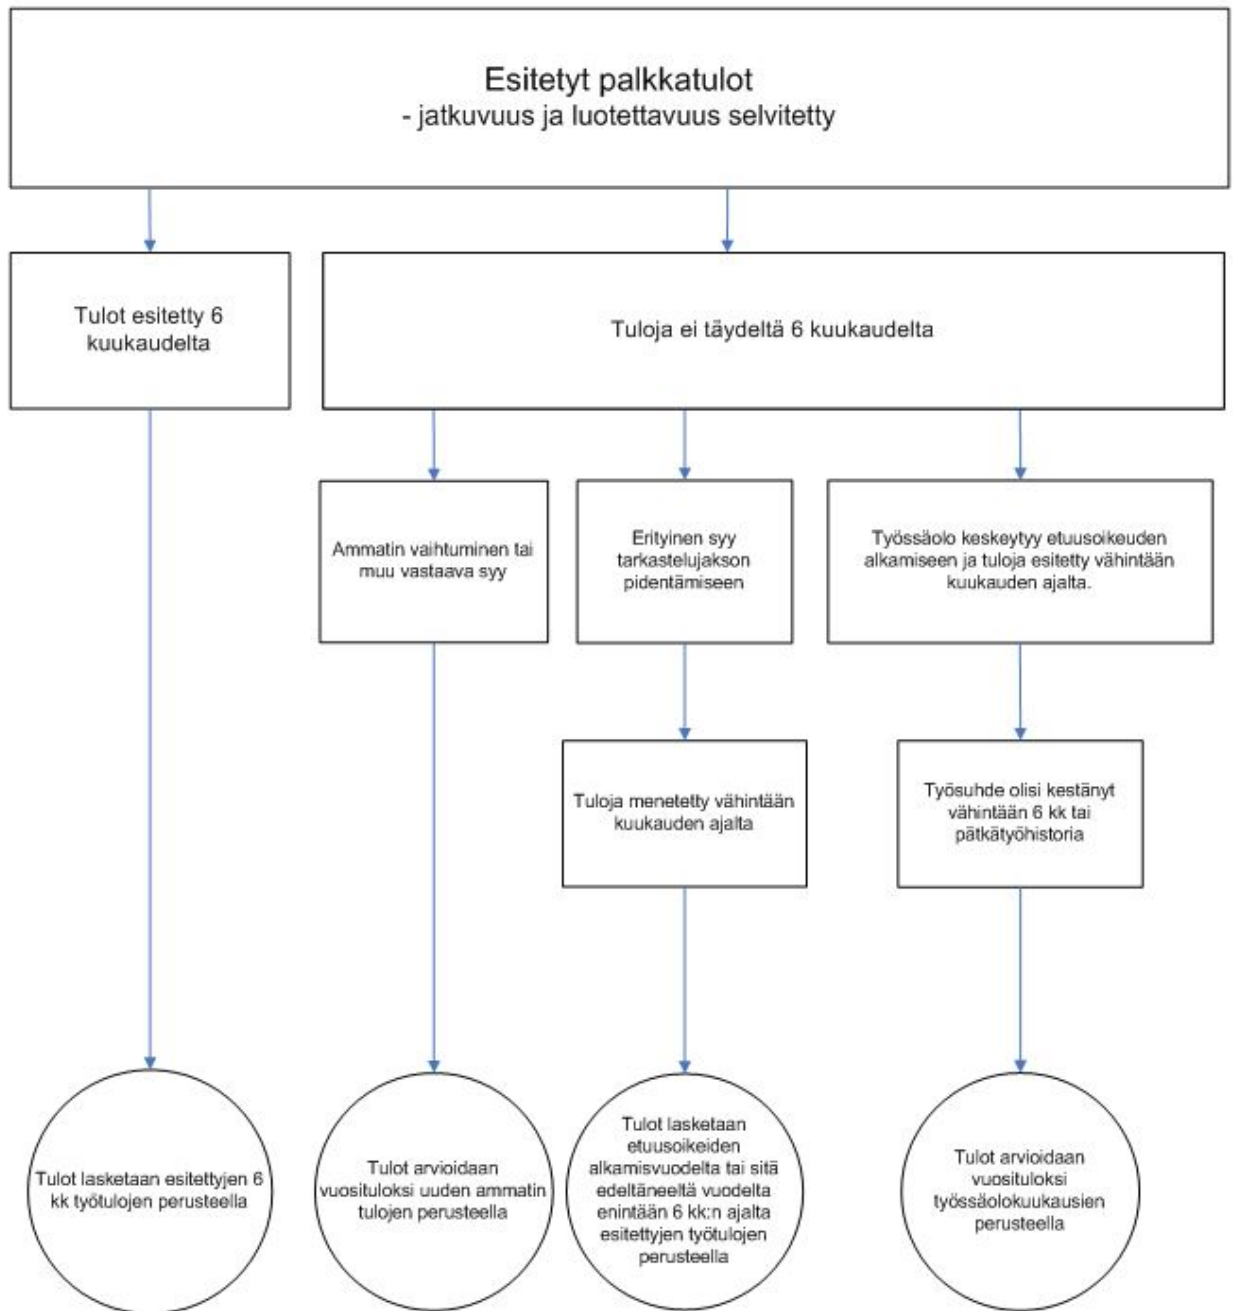 Esitetyt palkkatulot
- jatkuvuus ja luotettavuus selvitetty
Tulot esitetty 6
kuukaudelta
Tuloja ei täydeltä 6 kuukaudelta
Ammatin vaihtuminen tai
muu vastaava syy
Erityinen syy
tarkastelujakson
pidentämiseen
Työssäolo keskeytyy etuusoikeuden
alkamiseen ja tuloja esitetty vähintään
kuukauden ajalta.
Tuloja menetetty vähintään
kuukauden ajalta
Työsuhde olisi kestänyt
vähintään 6 kk tai
pätkätyöhistoria
Tulot lasketaan esitettyjen 6
kk työtulojen perusteella
Tulot arvioidaan
vuosituloksi uuden ammatin
tulojen perusteella
Tulot lasketaan
etuusoikeiden
alkamisvuodelta tai sitä
edeltäneeltä vuodelta
enintään 6 kk:n ajalta
esitettyjen työtulojen
perusteella
Tulot arvioidaan
vuosituloksi
työssäolokuukausien
perusteella